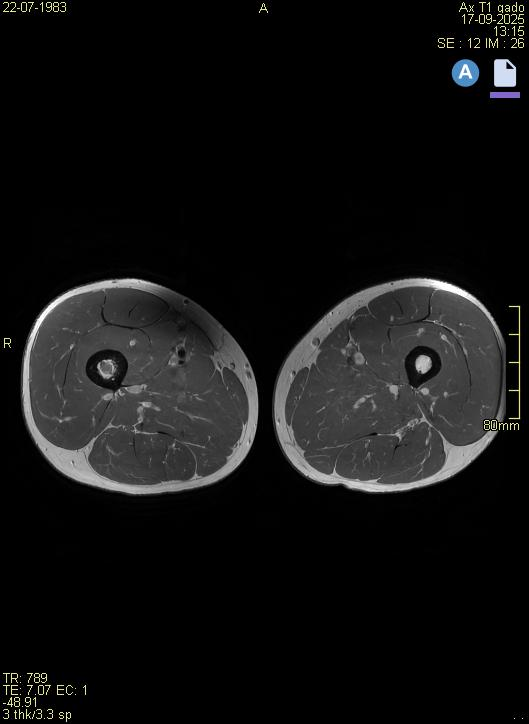 22-07-1983
A
Ax T1 gado
17-09-2025
13:15
SE : 12 IM : 26
A
R
80mm
TR: 789
TE: 7.07 EC: 1
-48.91
3 thk/3.3 sp